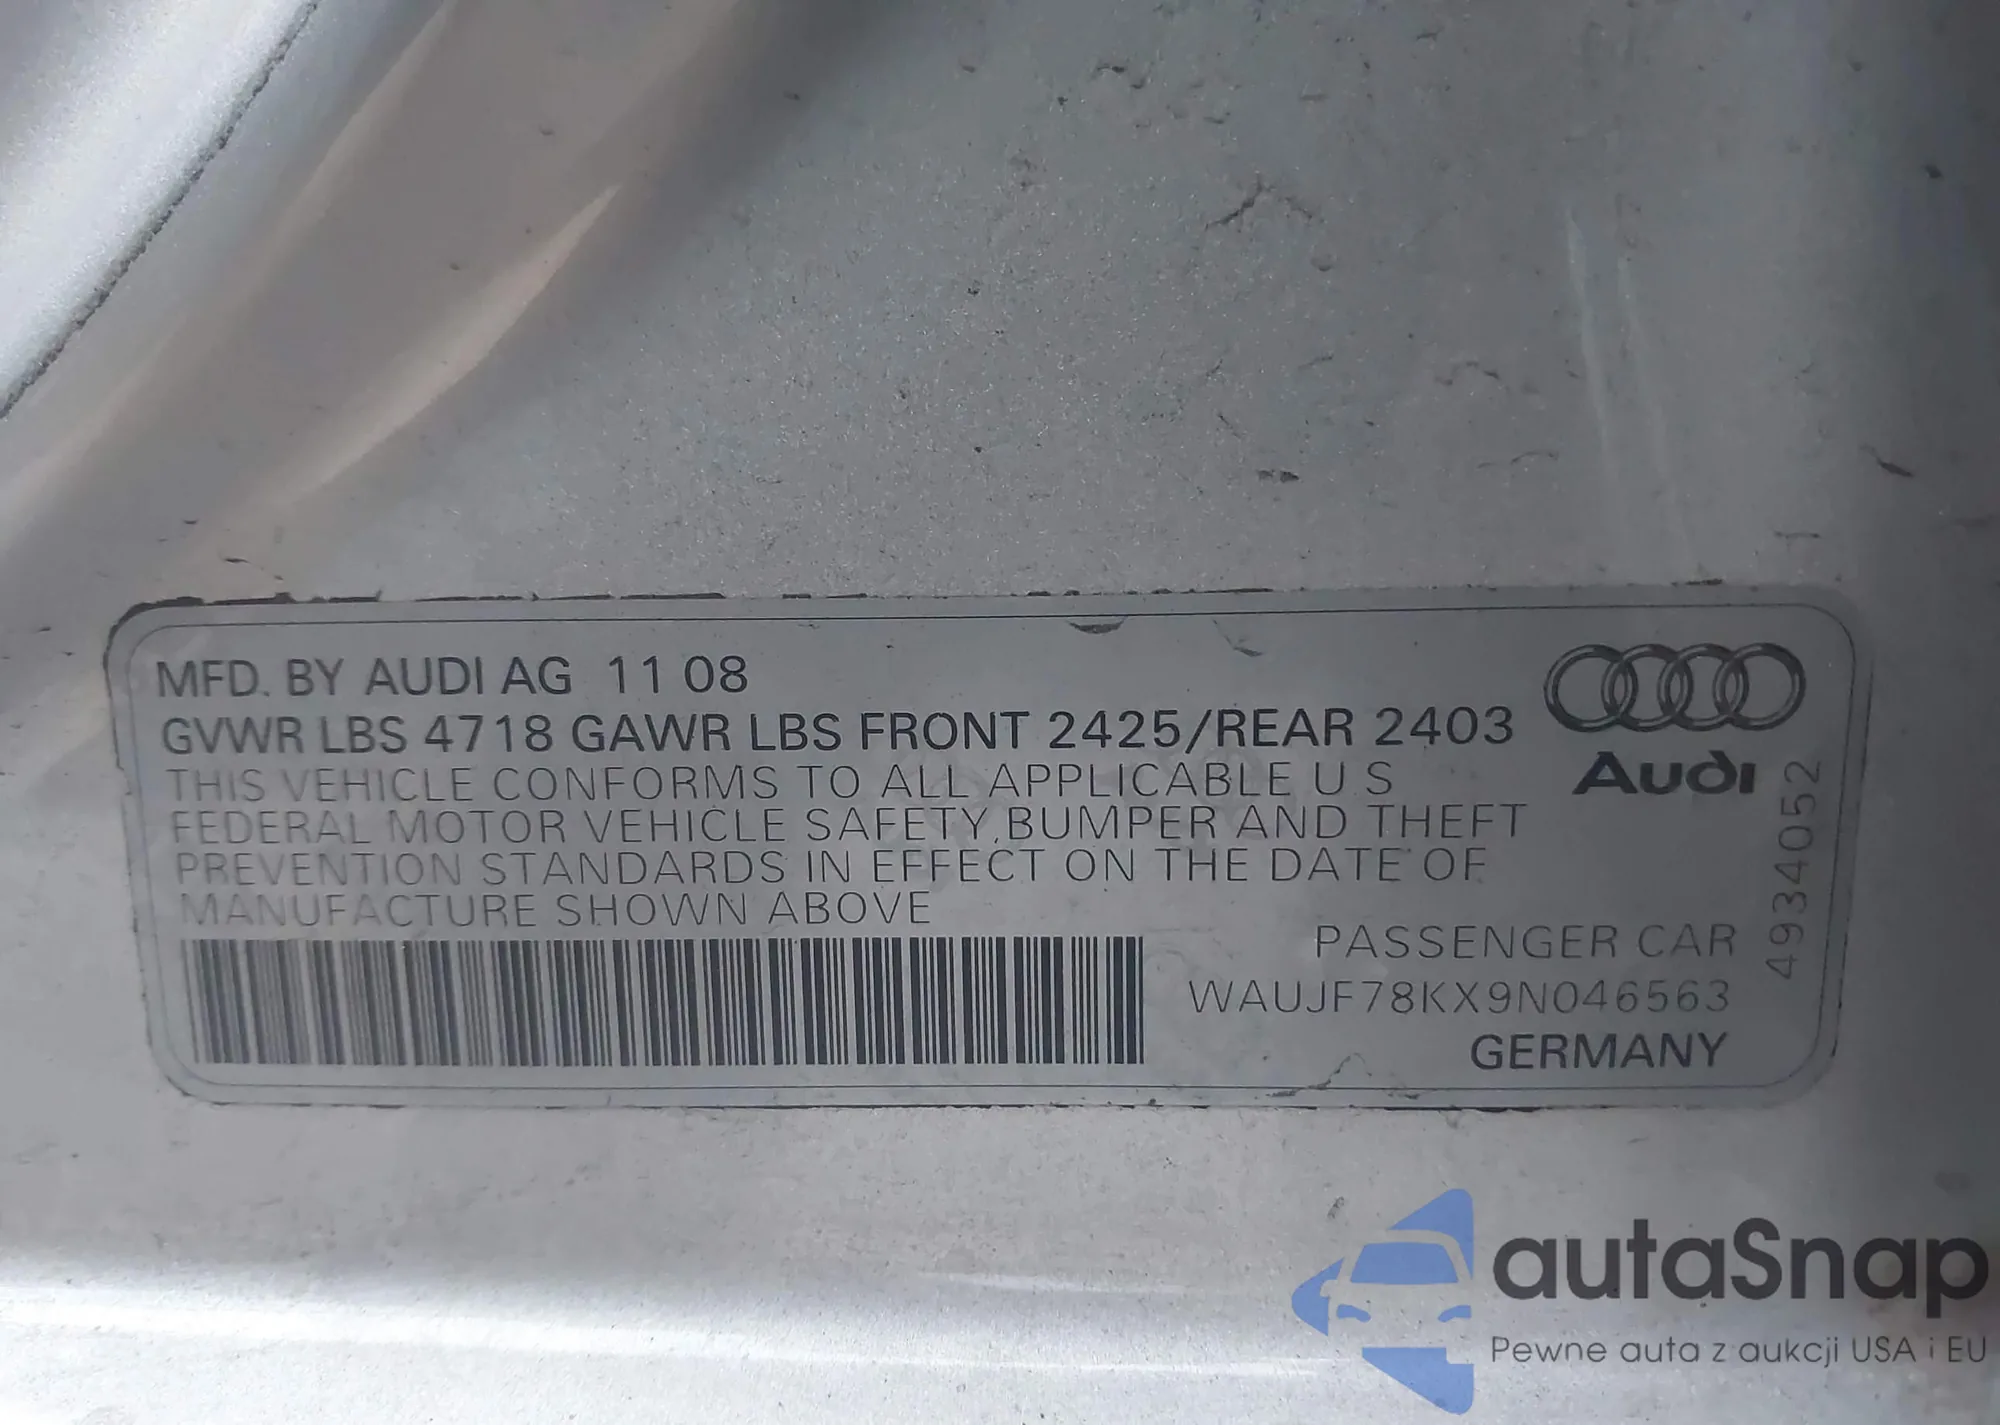 MFD. BY AUDI AG 11 08
GVWR LBS 4718 GAWR LBS FRONT 2425/REAR 2403
THIS VEHICLE CONFORMS TO ALL APPLICABLE U S
FEDERAL MOTOR VEHICLE SAFETY, BUMPER AND THEFT
PREVENTION STANDARDS IN EFFECT ON THE DATE OF
MANUFACTURE SHOWN ABOVE
Audi
4934052
PASSENGER CAR
WAUJF78KX9N046563
GERMANY
autaSnap
Pewne auta z aukcji USA i EU